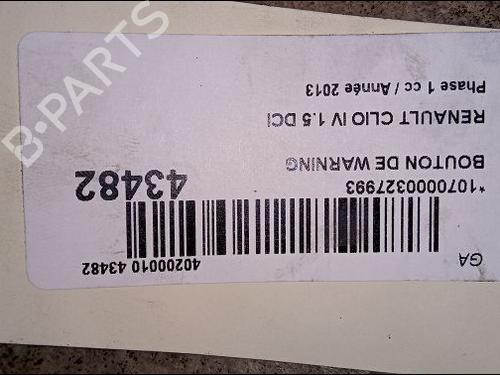 GA
40200010 43482
*1070000327993
43482
BOUTON DE WARNING
RENAULT CLIO IV 1.5 DCI
Phase 1 cc / Année 2013
B-PARTS